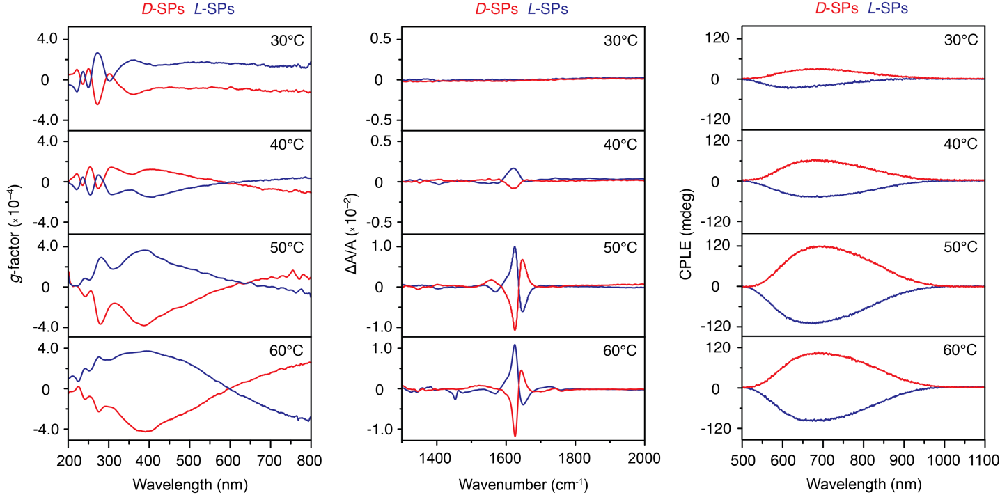 D-SPs L-SPs
4.0
0
-4.0
30°C
4.0
0
-4.0
40°C
4.0
0
-4.0
50°C
4.0
0
-4.0
60°C
g-factor (× 10⁻⁴)
200 300 400 500 600 700 800
Wavelength (nm)
D-SPs L-SPs
0.5
0
-0.5
30°C
0.5
0
-0.5
40°C
1.0
0
-1.0
50°C
1.0
0
-1.0
60°C
ΔA/A (× 10⁻²)
1400 1600 1800 2000
Wavenumber (cm⁻¹)
D-SPs L-SPs
120
0
-120
30°C
120
0
-120
40°C
120
0
-120
50°C
120
0
-120
60°C
CPLE (mdeg)
500 600 700 800 900 1000 1100
Wavelength (nm)